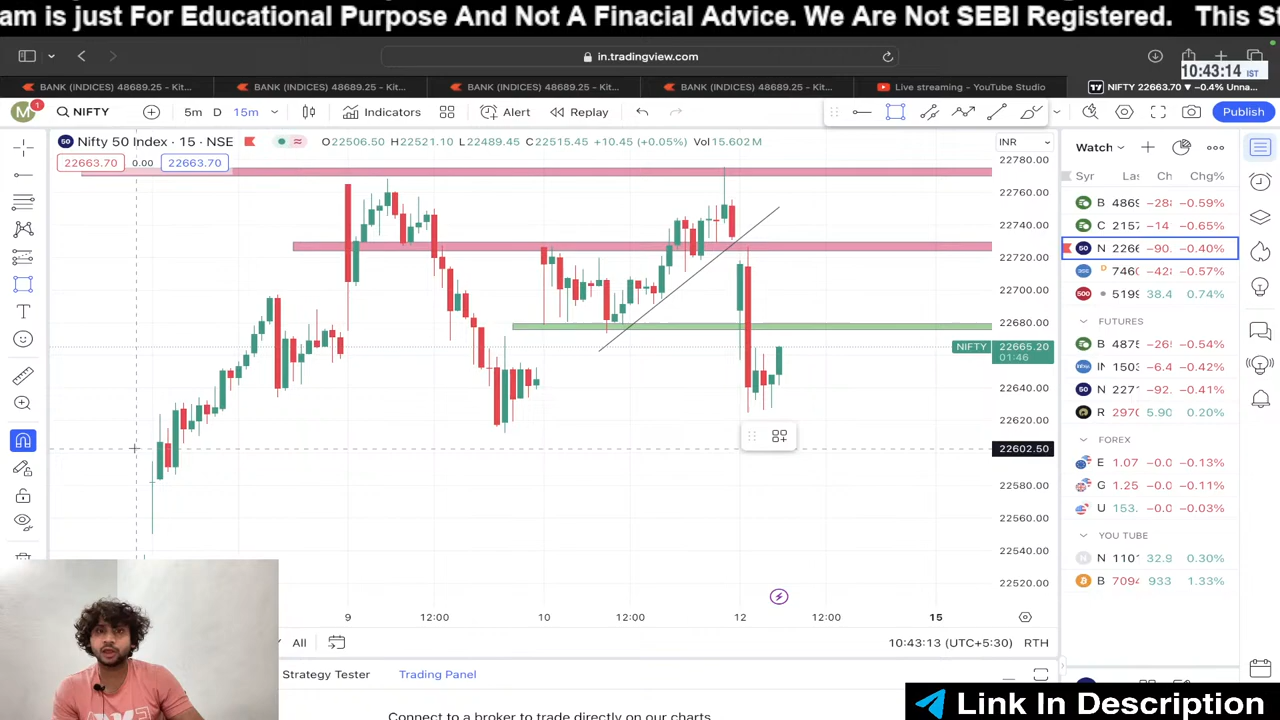 am is just For Educational Purpose And Not A Finacial Advice. We Are Not SEBI Registered. This S
in.tradingview.com
10:43:14 IST
BANK (INDICES) 48689.25 - Kit...
BANK (INDICES) 48689.25 - Kit...
BANK (INDICES) 48689.25 - Kit...
BANK (INDICES) 48689.25 - Kit...
Live streaming - YouTube Studio
NIFTY 22663.70 ▼ −0.4% Unna...
M 1
NIFTY
5m D 15m
Indicators
Alert
Replay
Publish
50 Nifty 50 Index · 15 · NSE
O22506.50 H22521.10 L22489.45 C22515.45 +10.45 (+0.05%) Vol15.602M
INR
22663.70 0.00 22663.70
22780.00
22760.00
22740.00
22720.00
22700.00
22680.00
NIFTY 22665.20
01:46
22640.00
22620.00
22602.50
22580.00
22560.00
22540.00
22520.00
9 12:00 10 12:00 12 12:00 15
All
10:43:13 (UTC+5:30) RTH
Strategy Tester
Trading Panel
Connect to a broker to trade directly on our charts
Watch
Syr Las Ch Chg%
B 4869 −28 −0.59%
C 2157 −14 −0.65%
50 N 2266 −90. −0.40%
D 7460 −42 −0.57%
500 5199 38.4 0.74%
FUTURES
B 4875 −26 −0.54%
IN 1503 −6.4 −0.42%
50 N 2271 −92. −0.41%
R 2970 5.90 0.20%
FOREX
E 1.07 −0.0 −0.13%
G 1.25 −0.0 −0.11%
U 153. −0.0 −0.03%
YOU TUBE
N 1101 32.9 0.30%
B 7094 933 1.33%
Link In Description